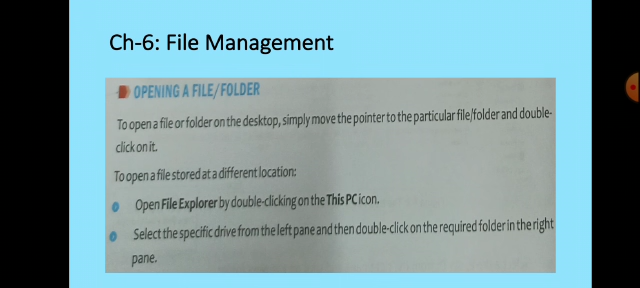 Ch-6: File Management
OPENING A FILE/FOLDER
To open a file or folder on the desktop, simply move the pointer to the particular file/folder and double-
click on it.
To open a file stored at a different location:
Open File Explorer by double-clicking on the This PC icon.
Select the specific drive from the left pane and then double-click on the required folder in the right
pane.